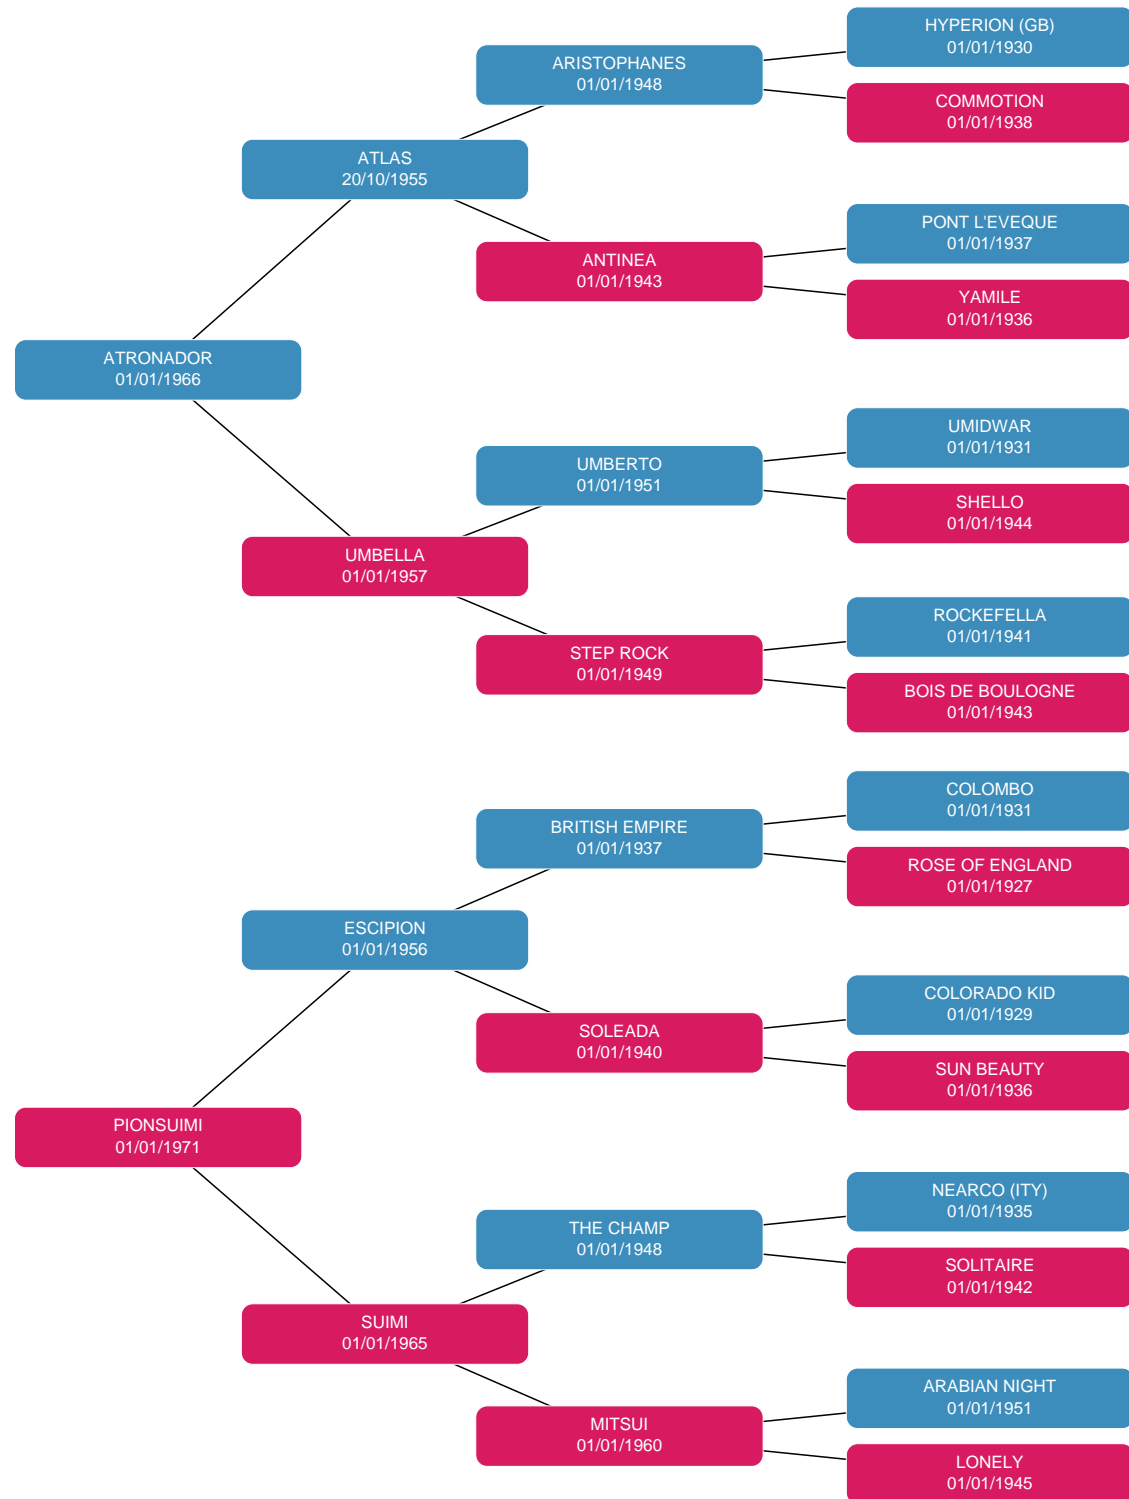 HYPERION (GB)
01/01/1930
ARISTOPHANES
01/01/1948
COMMOTION
01/01/1938
ATLAS
20/10/1955
PONT L'EVEQUE
01/01/1937
ANTINEA
01/01/1943
YAMILE
01/01/1936
ATRONADOR
01/01/1966
UMIDWAR
01/01/1931
UMBERTO
01/01/1951
SHELLO
01/01/1944
UMBELLA
01/01/1957
ROCKEFELLA
01/01/1941
STEP ROCK
01/01/1949
BOIS DE BOULOGNE
01/01/1943
COLOMBO
01/01/1931
BRITISH EMPIRE
01/01/1937
ROSE OF ENGLAND
01/01/1927
ESCIPION
01/01/1956
COLORADO KID
01/01/1929
SOLEADA
01/01/1940
SUN BEAUTY
01/01/1936
PIONSUIMI
01/01/1971
NEARCO (ITY)
01/01/1935
THE CHAMP
01/01/1948
SOLITAIRE
01/01/1942
SUIMI
01/01/1965
ARABIAN NIGHT
01/01/1951
MITSUI
01/01/1960
LONELY
01/01/1945